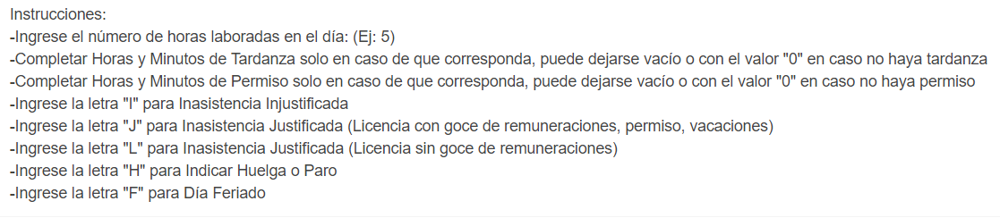 Instrucciones:
-Ingrese el número de horas laboradas en el día: (Ej: 5)
-Completar Horas y Minutos de Tardanza solo en caso de que corresponda, puede dejarse vacío o con el valor "0" en caso no haya tardanza
-Completar Horas y Minutos de Permiso solo en caso de que corresponda, puede dejarse vacío o con el valor "0" en caso no haya permiso
-Ingrese la letra "I" para Inasistencia Injustificada
-Ingrese la letra "J" para Inasistencia Justificada (Licencia con goce de remuneraciones, permiso, vacaciones)
-Ingrese la letra "L" para Inasistencia Justificada (Licencia sin goce de remuneraciones)
-Ingrese la letra "H" para Indicar Huelga o Paro
-Ingrese la letra "F" para Día Feriado